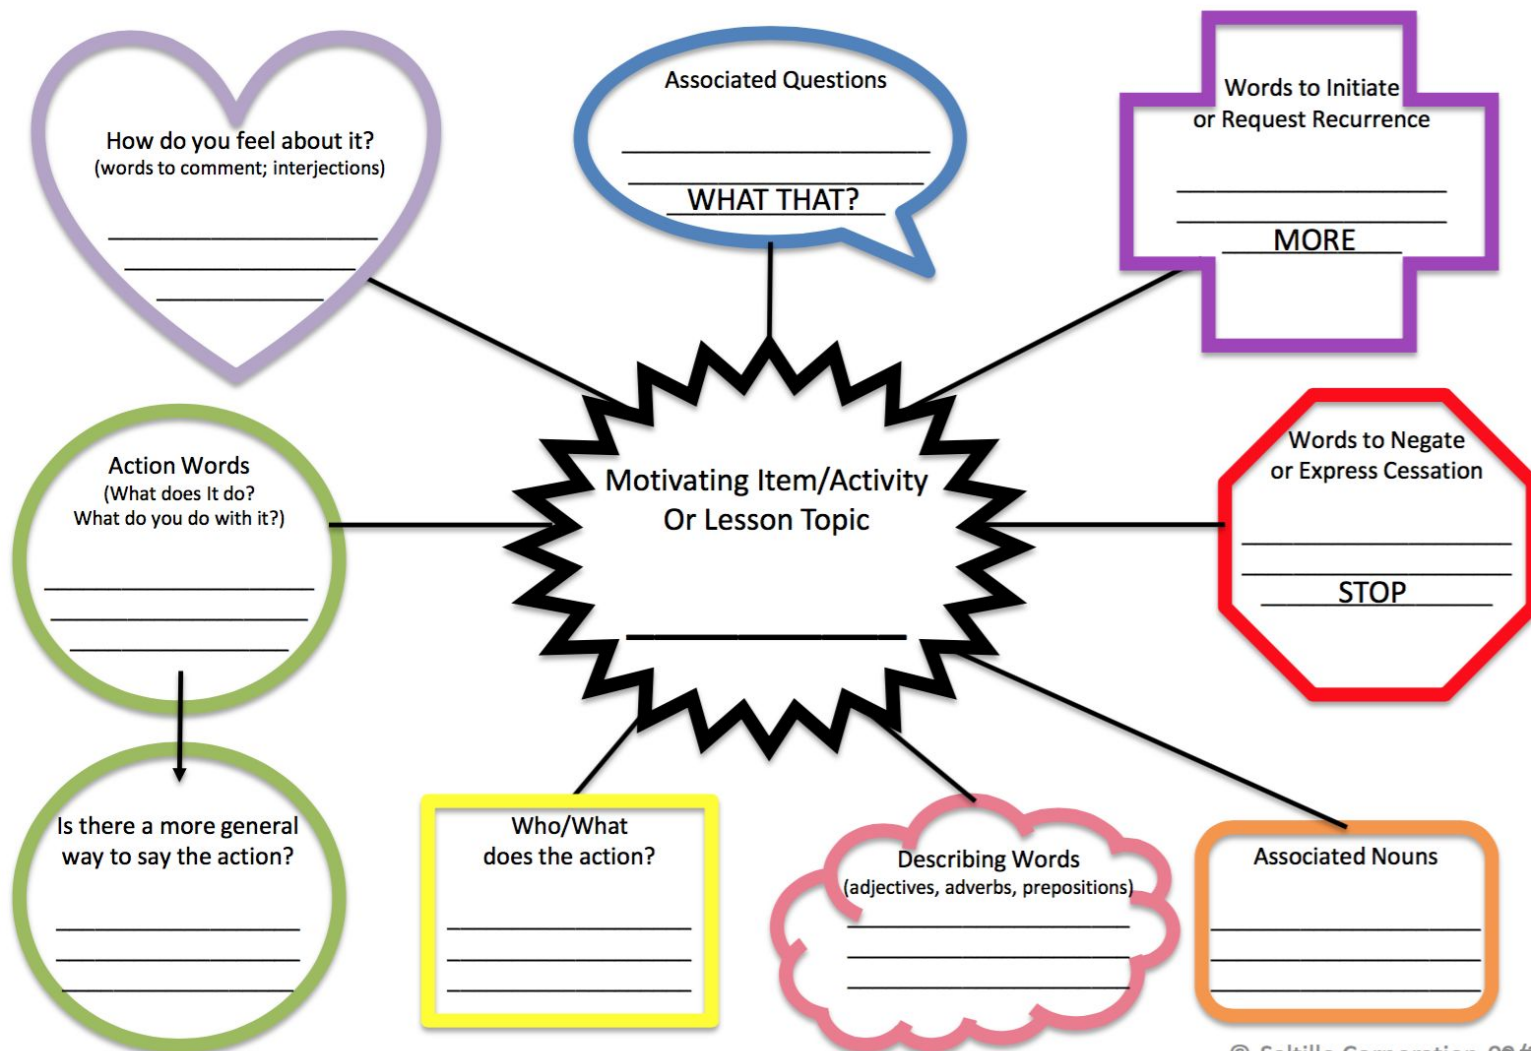 How do you feel about it?
(words to comment; interjections)
Associated Questions
WHAT THAT?
Words to Initiate
or Request Recurrence
MORE
Action Words
(What does It do?
What do you do with it?)
Motivating Item/Activity
Or Lesson Topic
Words to Negate
or Express Cessation
STOP
Is there a more general
way to say the action?
Who/What
does the action?
Describing Words
(adjectives, adverbs, prepositions)
Associated Nouns
© Saltillo Corporation